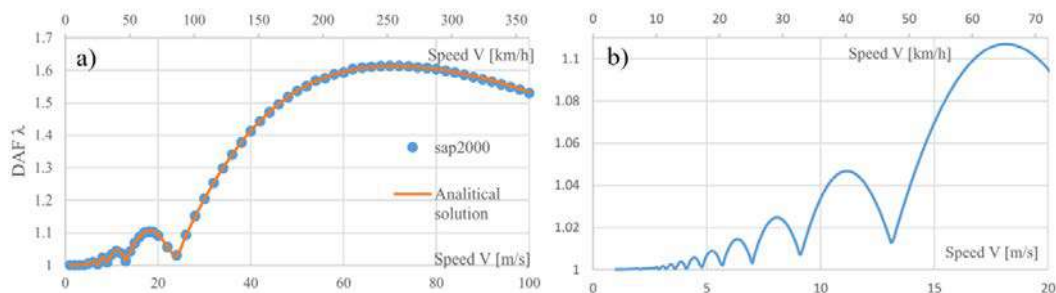 0 50 100 150 200 250 300 350
1.7
a)
Speed V [km/h]
1.6
1.5
1.4
DAF λ
1.3
1.2
1.1
1
sap2000
Analitical
solution
Speed V [m/s]
0 20 40 60 80 100
0 10 20 30 40 50 60 70
b)
Speed V [km/h]
1.1
1.08
1.06
1.04
1.02
1
Speed V [m/s]
0 5 10 15 20